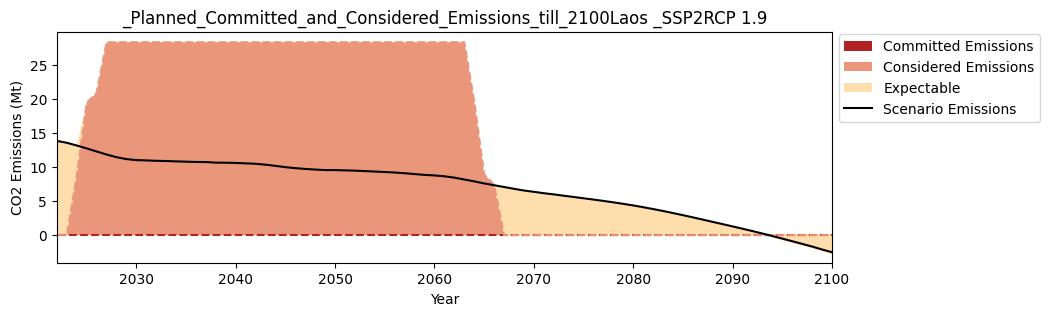 _Planned_Committed_and_Considered_Emissions_till_2100Laos _SSP2RCP 1.9
Committed Emissions
Considered Emissions
Expectable
Scenario Emissions
CO2 Emissions (Mt)
25
20
15
10
5
0
2030 2040 2050 2060 2070 2080 2090 2100
Year